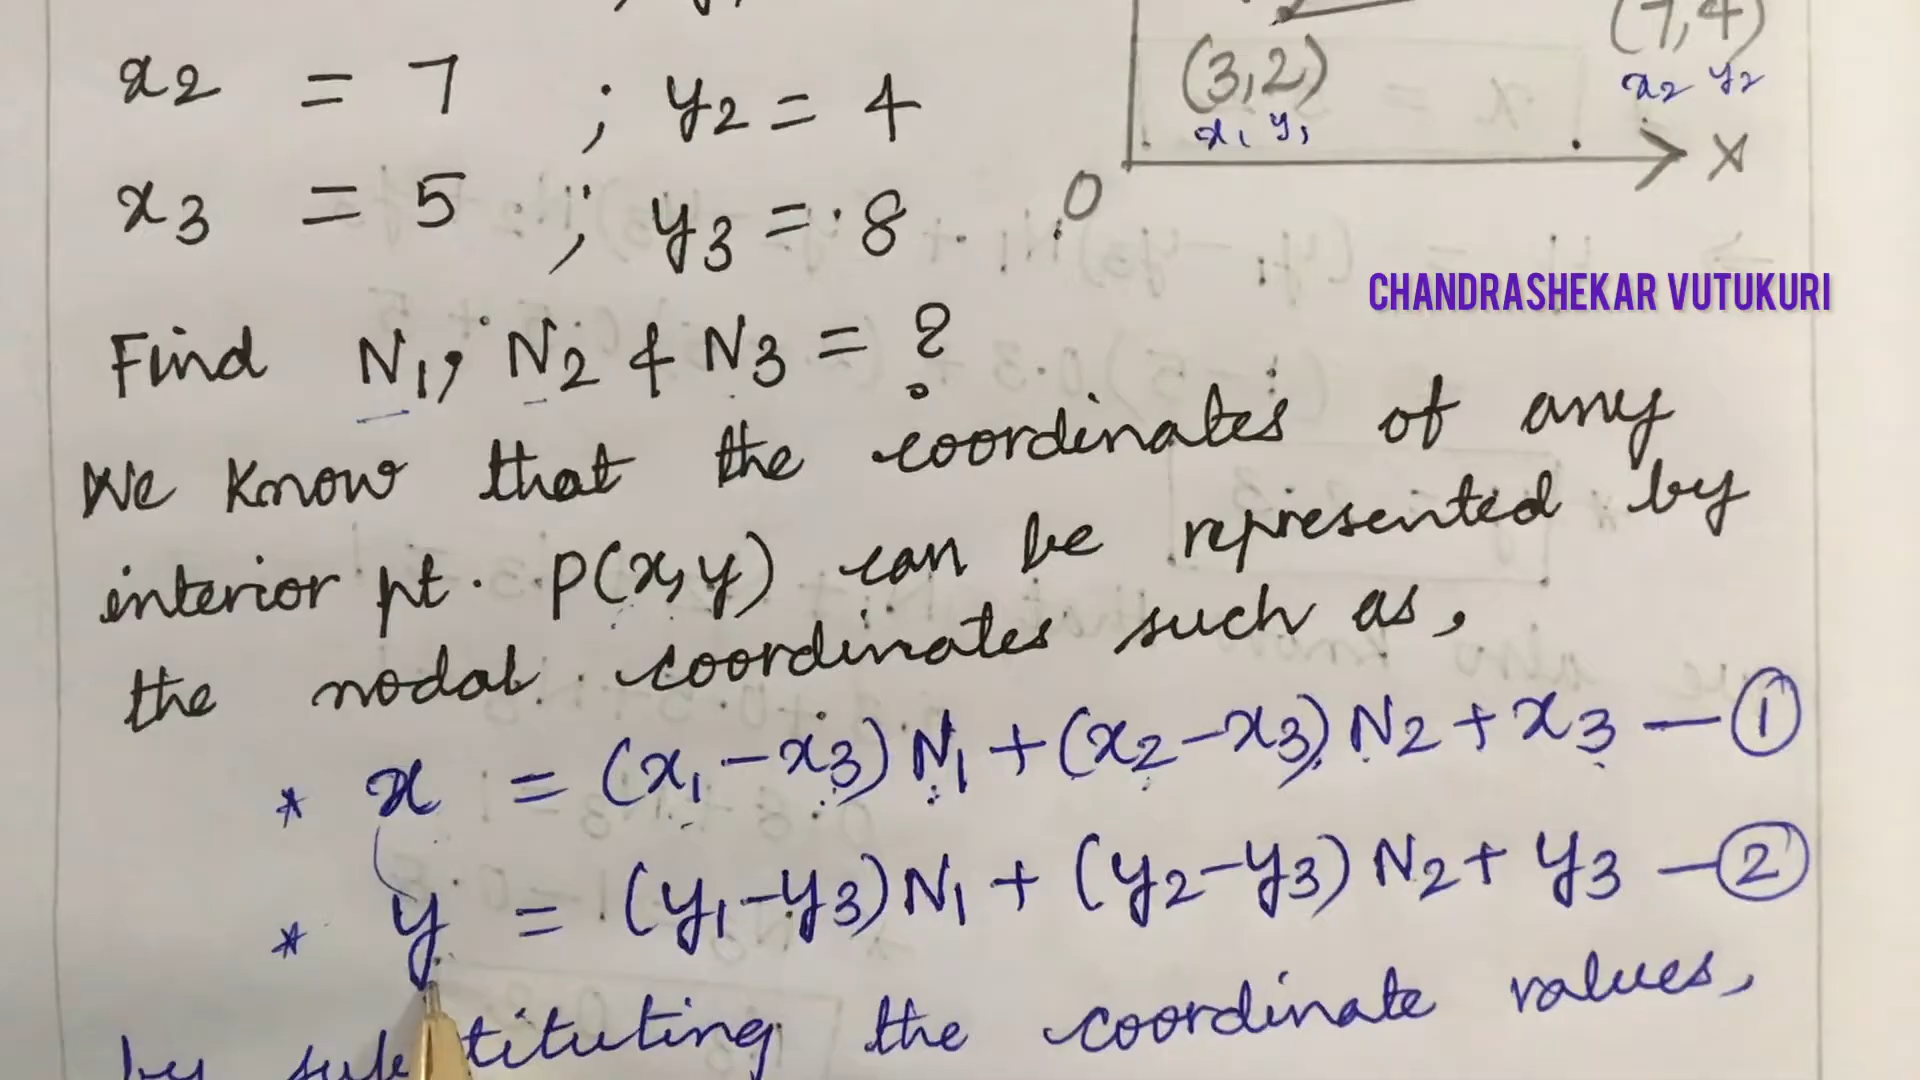 (7,4)
(3,2)
x2 y2
x1 y1
x2 = 7 ; y2 = 4
X
x3 = 5 ; y3 = 8
O
CHANDRASHEKAR VUTUKURI
Find N1, N2 & N3 = ?
We know that the coordinates of any
interior pt. P(x,y) can be represented by
the nodal coordinates such as,
* x = (x1-x3)N1+(x2-x3)N2+x3 — ①
* y = (y1-y3)N1 + (y2-y3)N2+ y3 — ②
by substituting the coordinate values,